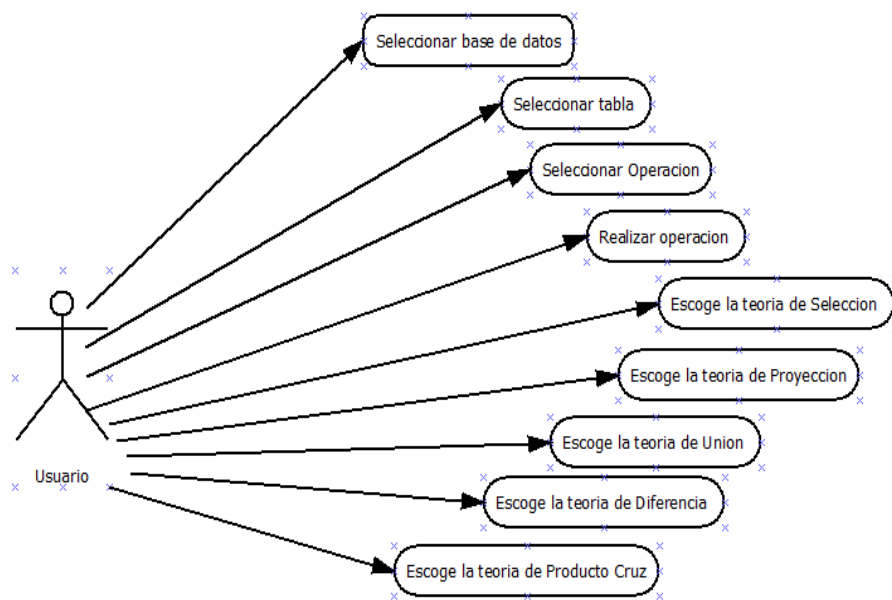 Seleccionar base de datos
Seleccionar tabla
Seleccionar Operacion
Realizar operacion
Escoge la teoria de Seleccion
Escoge la teoria de Proyeccion
Escoge la teoria de Union
Usuario
Escoge la teoria de Diferencia
Escoge la teoria de Producto Cruz